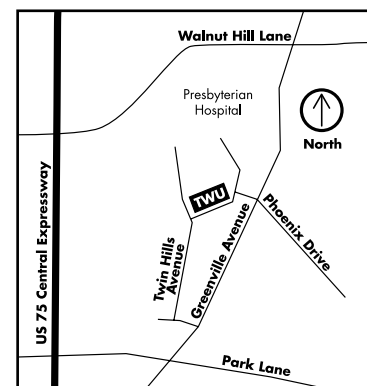 Walnut Hill Lane
Presbyterian
Hospital
North
US 75 Central Expressway
TWU
Phoenix Drive
Twin Hills
Avenue
Greenville Avenue
Park Lane